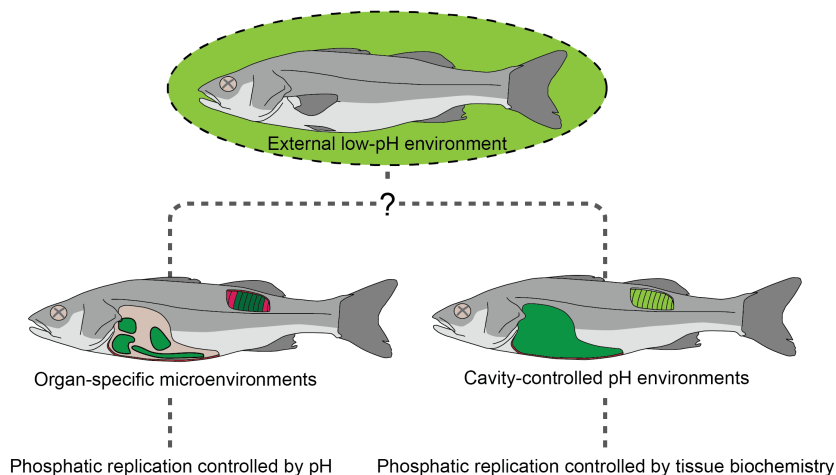 External low-pH environment
?
Organ-specific microenvironments
Cavity-controlled pH environments
Phosphatic replication controlled by pH
Phosphatic replication controlled by tissue biochemistry